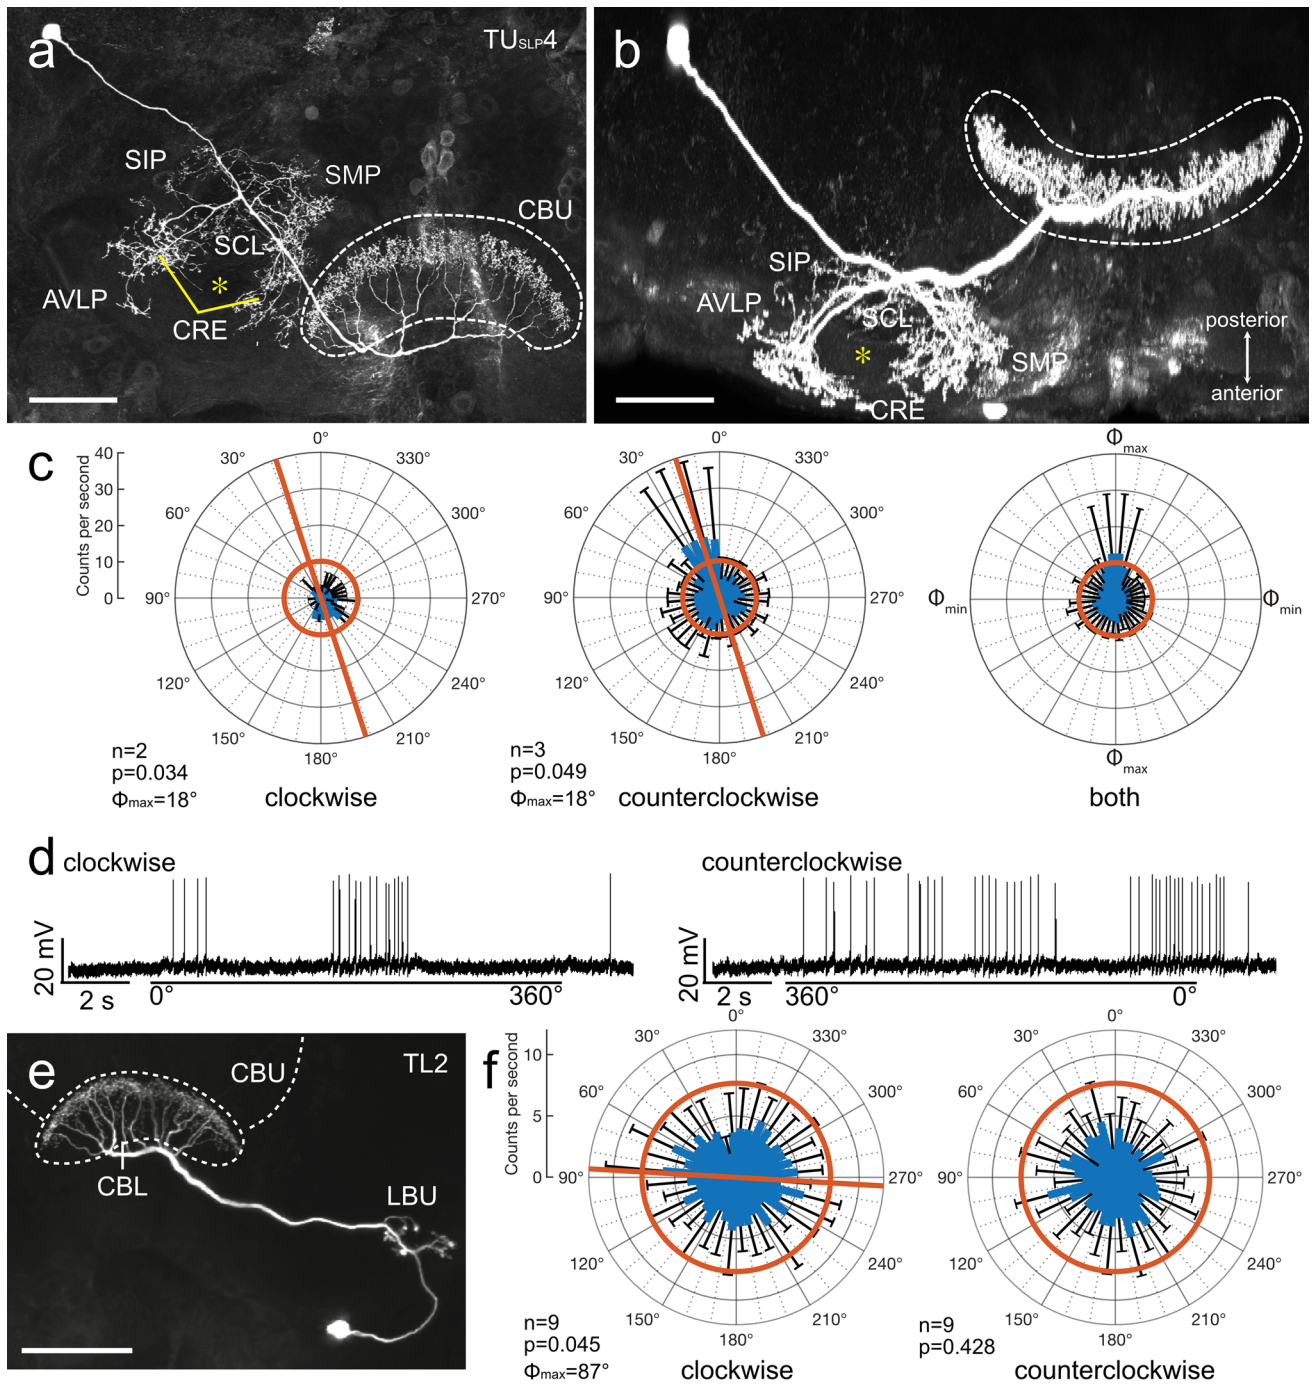 a
TUSLP4
SIP
SMP
CBU
SCL
*
AVLP
CRE
b
SIP
AVLP
SCL
*
SMP
CRE
posterior
anterior
c
Counts per second
40
30
20
10
0
0°
30°
330°
60°
300°
90°
270°
120°
240°
150°
210°
180°
n=2
p=0.034
Φmax=18°
clockwise
0°
30°
330°
60°
300°
90°
270°
120°
240°
150°
210°
180°
n=3
p=0.049
Φmax=18°
counterclockwise
Φmax
Φmin
Φmin
Φmax
both
d
clockwise
20 mV
2 s
0°
360°
counterclockwise
20 mV
2 s
360°
0°
e
TL2
CBU
CBL
LBU
f
Counts per second
10
5
0
0°
30°
330°
60°
300°
90°
270°
120°
240°
150°
210°
180°
n=9
p=0.045
Φmax=87°
clockwise
0°
30°
330°
60°
300°
90°
270°
120°
240°
150°
210°
180°
n=9
p=0.428
counterclockwise